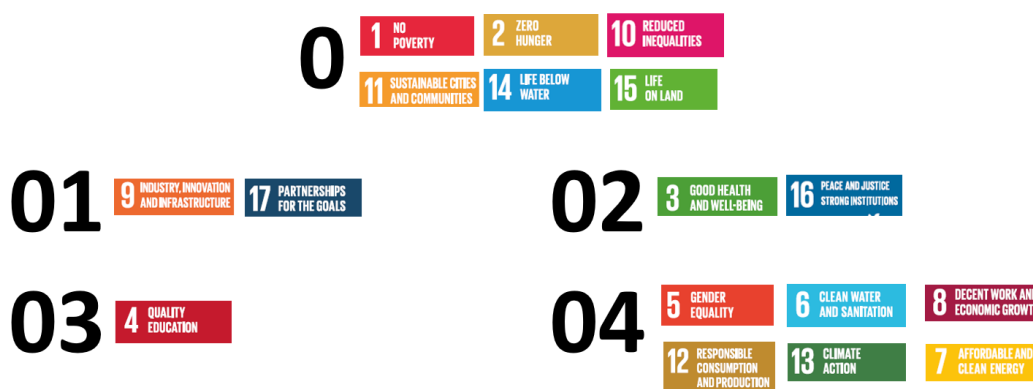 0
1 NO
POVERTY
2 ZERO
HUNGER
10 REDUCED
INEQUALITIES
11 SUSTAINABLE CITIES
AND COMMUNITIES
14 LIFE BELOW
WATER
15 LIFE
ON LAND
01
9 INDUSTRY, INNOVATION
AND INFRASTRUCTURE
17 PARTNERSHIPS
FOR THE GOALS
02
3 GOOD HEALTH
AND WELL-BEING
16 PEACE AND JUSTICE
STRONG INSTITUTIONS
03
4 QUALITY
EDUCATION
04
5 GENDER
EQUALITY
6 CLEAN WATER
AND SANITATION
8 DECENT WORK AND
ECONOMIC GROWT
12 RESPONSIBLE
CONSUMPTION
AND PRODUCTION
13 CLIMATE
ACTION
7 AFFORDABLE AND
CLEAN ENERGY